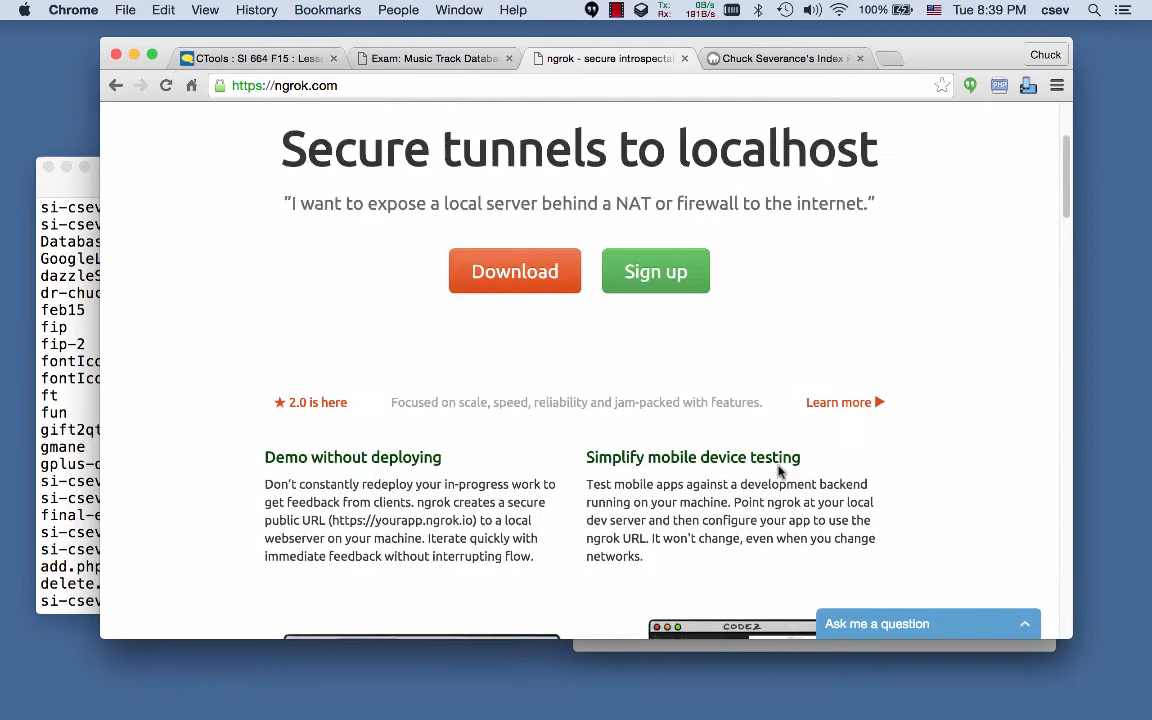 Chrome File Edit View History Bookmarks People Window Help Tx: 0B/s Rx: 191B/s 100% Tue 8:39 PM csev
CTools : SI 664 F15 : Less Exam: Music Track Databa ngrok - secure introspecta Chuck Severance's Index Chuck
https://ngrok.com PHP
Secure tunnels to localhost
"I want to expose a local server behind a NAT or firewall to the internet."
Download Sign up
★ 2.0 is here Focused on scale, speed, reliability and jam-packed with features. Learn more ▶
Demo without deploying
Don't constantly redeploy your in-progress work to
get feedback from clients. ngrok creates a secure
public URL (https://yourapp.ngrok.io) to a local
webserver on your machine. Iterate quickly with
immediate feedback without interrupting flow.
Simplify mobile device testing
Test mobile apps against a development backend
running on your machine. Point ngrok at your local
dev server and then configure your app to use the
ngrok URL. It won't change, even when you change
networks.
CODEZ
Ask me a question
si-csev
si-csev
Databas
GoogleL
dazzleS
dr-chuc
feb15
fip
fip-2
fontIco
fontIco
ft
fun
gift2qt
gmane
gplus-
si-csev
si-csev
final-e
si-csev
si-csev
add.php
delete.
si-csev